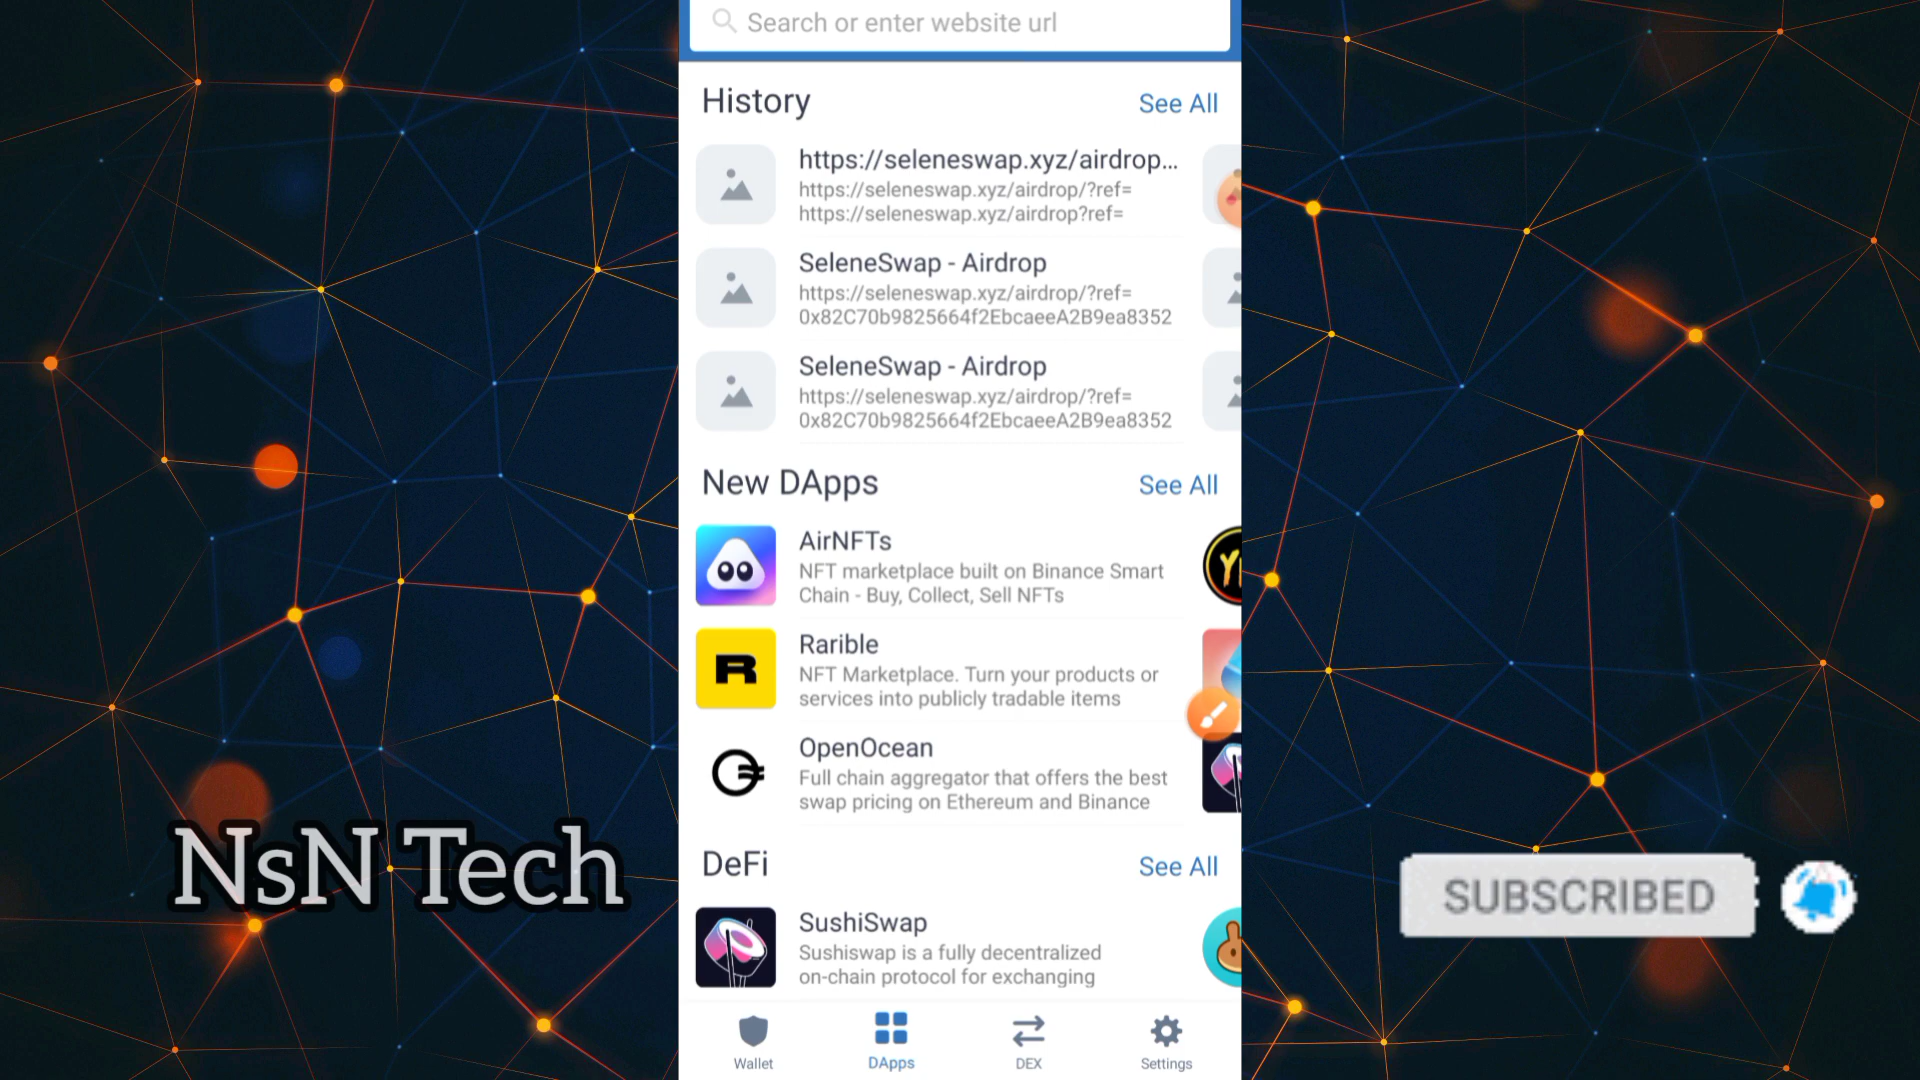 Search or enter website url
History
See All
https://seleneswap.xyz/airdrop...
https://seleneswap.xyz/airdrop/?ref=
https://seleneswap.xyz/airdrop?ref=
SeleneSwap - Airdrop
https://seleneswap.xyz/airdrop/?ref=
0x82C70b9825664f2EbcaeeA2B9ea8352
SeleneSwap - Airdrop
https://seleneswap.xyz/airdrop/?ref=
0x82C70b9825664f2EbcaeeA2B9ea8352
New DApps
See All
AirNFTs
NFT marketplace built on Binance Smart
Chain - Buy, Collect, Sell NFTs
Rarible
NFT Marketplace. Turn your products or
services into publicly tradable items
R
OpenOcean
Full chain aggregator that offers the best
swap pricing on Ethereum and Binance
DeFi
See All
SushiSwap
Sushiswap is a fully decentralized
on-chain protocol for exchanging
Wallet
DApps
DEX
Settings
NsN Tech
SUBSCRIBED